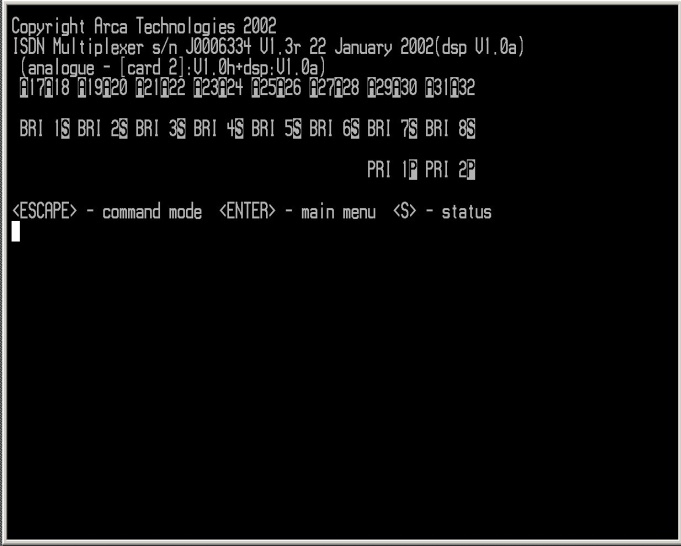 Copyright Arca Technologies 2002
ISDN Multiplexer s/n J0006334 V1.3r 22 January 2002(dsp V1.0a)
(analogue - [card 2]:V1.0h+dsp:V1.0a)
A17A18 A19A20 A21A22 A23A24 A25A26 A27A28 A29A30 A31A32
BRI 1S BRI 2S BRI 3S BRI 4S BRI 5S BRI 6S BRI 7S BRI 8S
PRI 1P PRI 2P
<ESCAPE> - command mode <ENTER> - main menu <S> - status